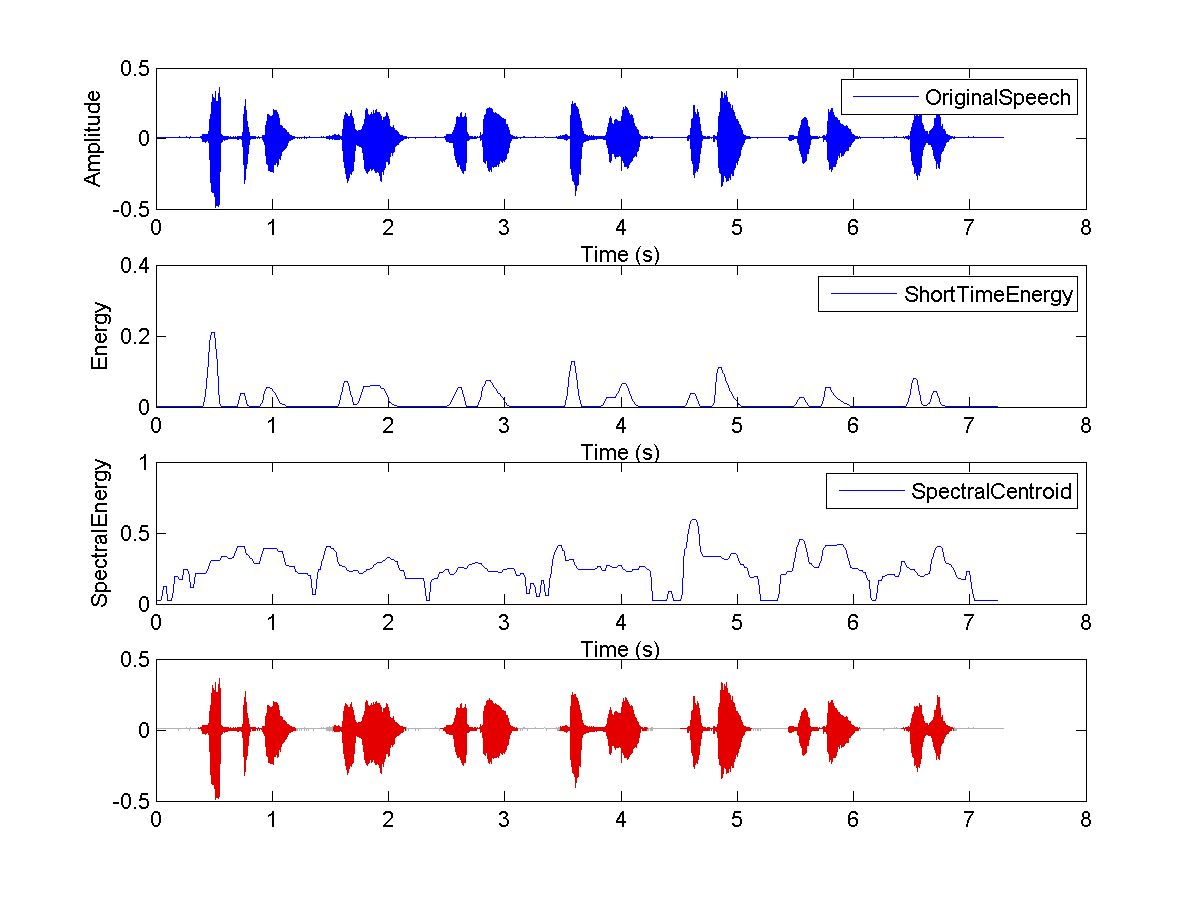 0.5
OriginalSpeech
Amplitude
0
-0.5
0 1 2 3 4 5 6 7 8
Time (s)
0.4
ShortTimeEnergy
Energy
0.2
0
0 1 2 3 4 5 6 7 8
Time (s)
1
SpectralCentroid
SpectralEnergy
0.5
0
0 1 2 3 4 5 6 7 8
Time (s)
0.5
0
-0.5
0 1 2 3 4 5 6 7 8